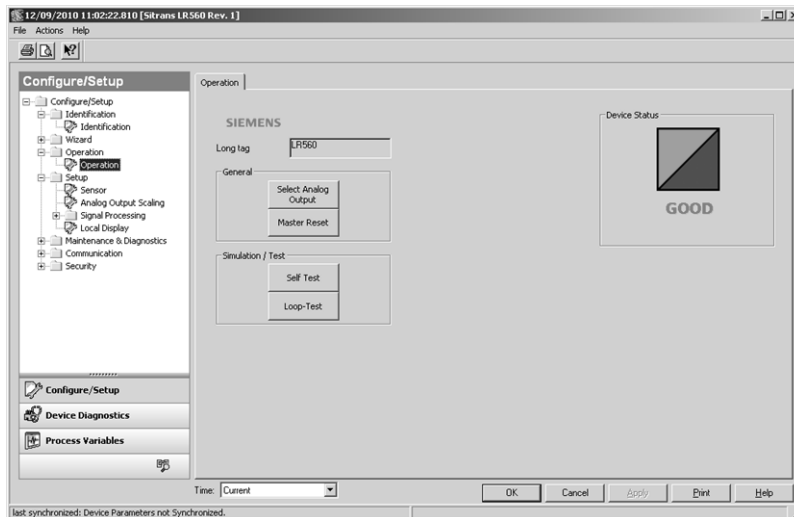 12/09/2010 11:02:22.810 [Sitrans LR560 Rev. 1]
File Actions Help
Configure/Setup
Configure/Setup
Identification
Identification
Wizard
Operation
Operation
Setup
Sensor
Analog Output Scaling
Signal Processing
Local Display
Maintenance & Diagnostics
Communication
Security
Configure/Setup
Device Diagnostics
Process Variables
Operation
SIEMENS
Long tag LR560
General
Select Analog
Output
Master Reset
Simulation / Test
Self Test
Loop-Test
Device Status
GOOD
Time: Current
OK Cancel Apply Print Help
last synchronized: Device Parameters not Synchronized.